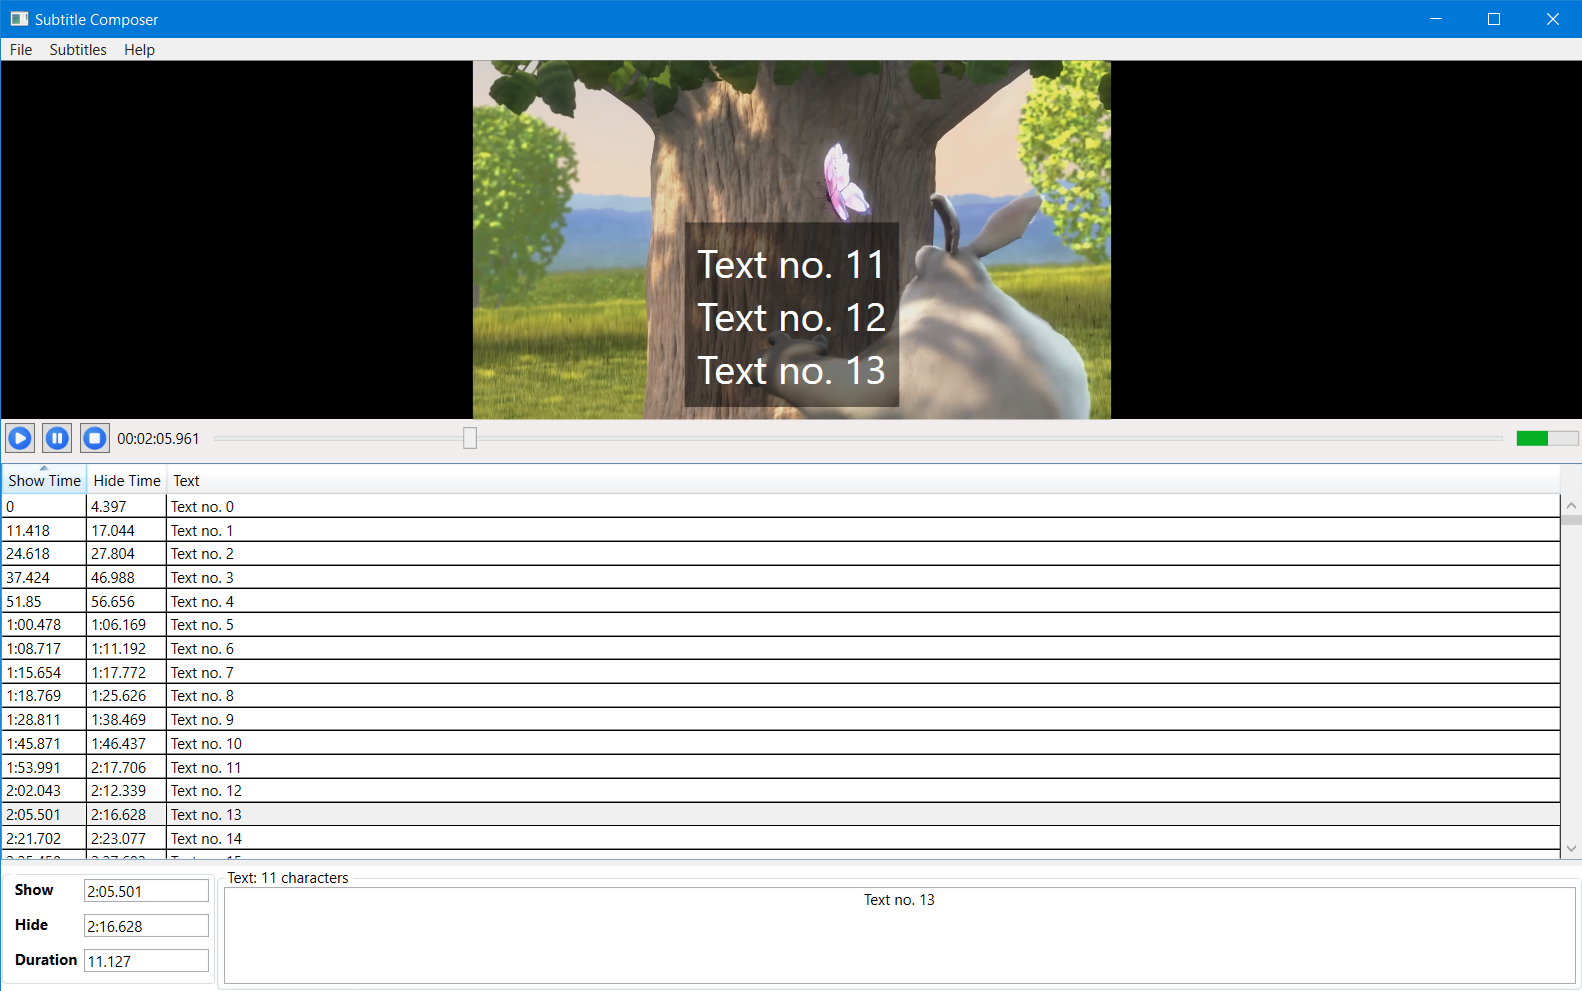 Subtitle Composer
File Subtitles Help
Text no. 11
Text no. 12
Text no. 13
00:02:05.961
Show Time Hide Time Text
0 4.397 Text no. 0
11.418 17.044 Text no. 1
24.618 27.804 Text no. 2
37.424 46.988 Text no. 3
51.85 56.656 Text no. 4
1:00.478 1:06.169 Text no. 5
1:08.717 1:11.192 Text no. 6
1:15.654 1:17.772 Text no. 7
1:18.769 1:25.626 Text no. 8
1:28.811 1:38.469 Text no. 9
1:45.871 1:46.437 Text no. 10
1:53.991 2:17.706 Text no. 11
2:02.043 2:12.339 Text no. 12
2:05.501 2:16.628 Text no. 13
2:21.702 2:23.077 Text no. 14
Text: 11 characters
Show 2:05.501
Text no. 13
Hide 2:16.628
Duration 11.127